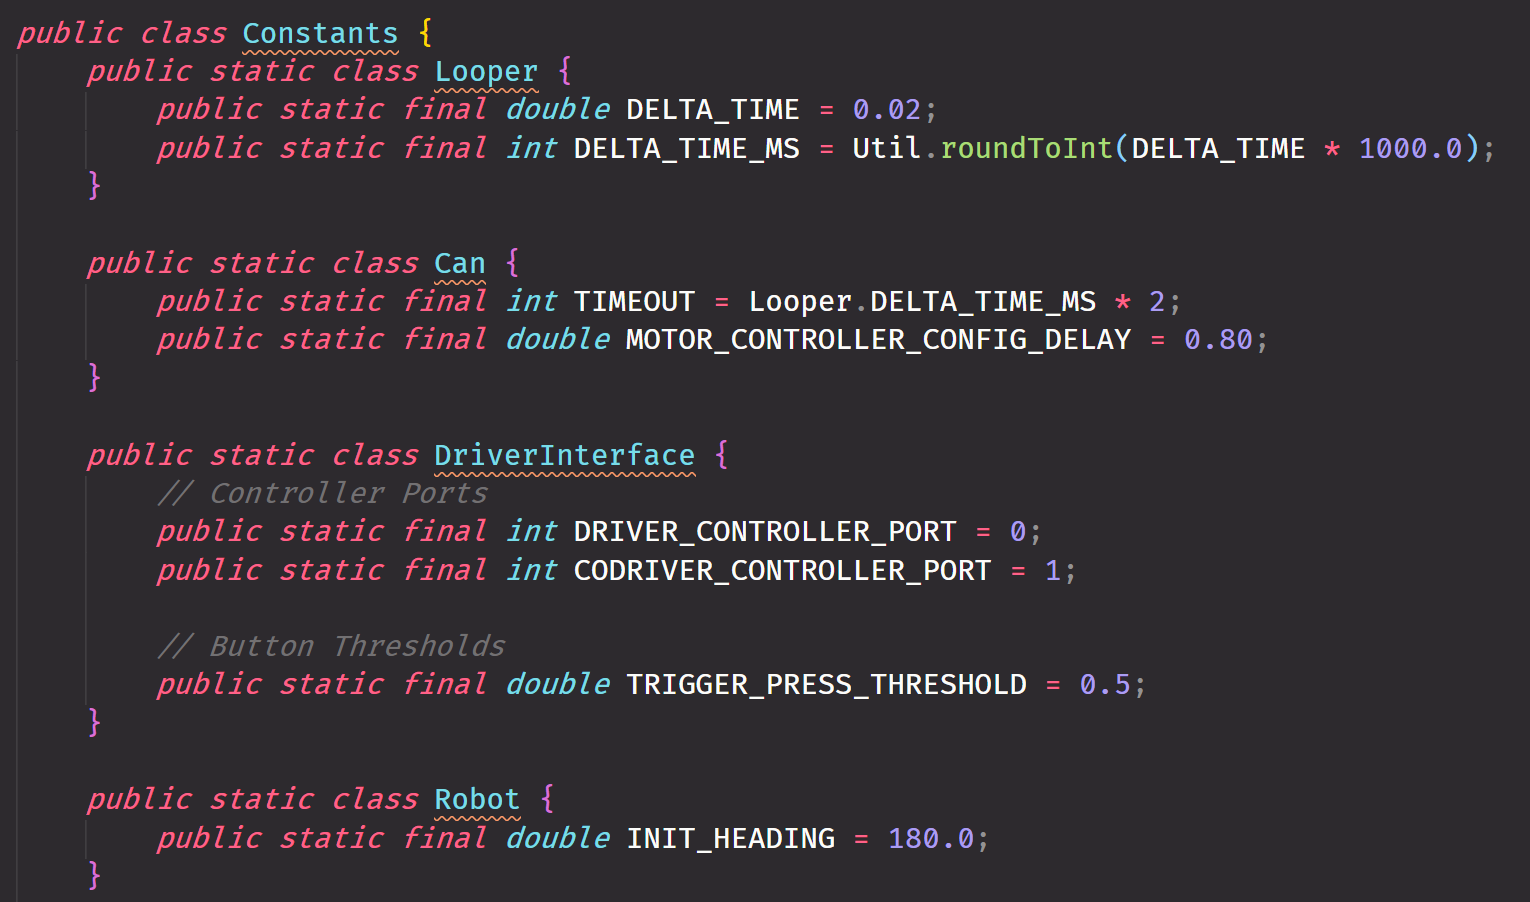 public class Constants {
    public static class Looper {
        public static final double DELTA_TIME = 0.02;
        public static final int DELTA_TIME_MS = Util.roundToInt(DELTA_TIME * 1000.0);
    }

    public static class Can {
        public static final int TIMEOUT = Looper.DELTA_TIME_MS * 2;
        public static final double MOTOR_CONTROLLER_CONFIG_DELAY = 0.80;
    }

    public static class DriverInterface {
        // Controller Ports
        public static final int DRIVER_CONTROLLER_PORT = 0;
        public static final int CODRIVER_CONTROLLER_PORT = 1;

        // Button Thresholds
        public static final double TRIGGER_PRESS_THRESHOLD = 0.5;
    }

    public static class Robot {
        public static final double INIT_HEADING = 180.0;
    }